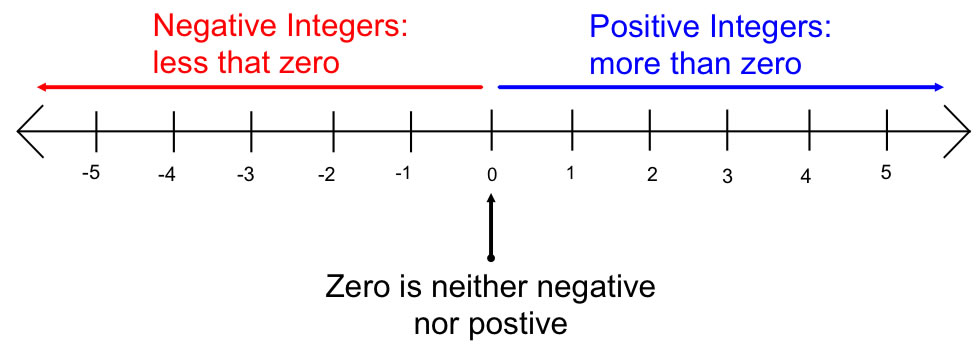 Negative Integers:
less that zero
Positive Integers:
more than zero
-5 -4 -3 -2 -1 0 1 2 3 4 5
Zero is neither negative
nor postive